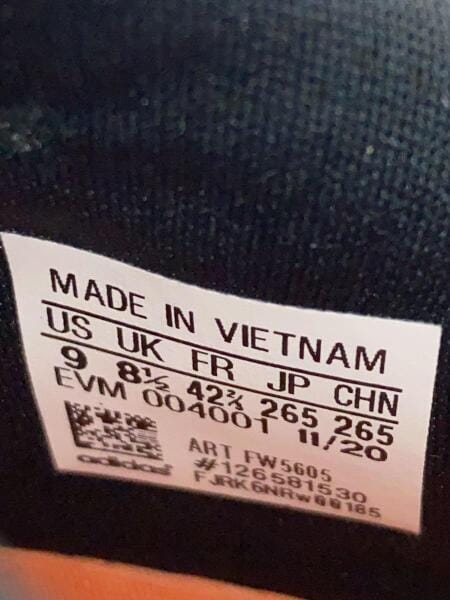 MADE IN VIETNAM
US UK FR JP CHN
9 8½ 42⅔ 265 265
EVM 004001 11/20
ART FW5605
#126581530
adidas